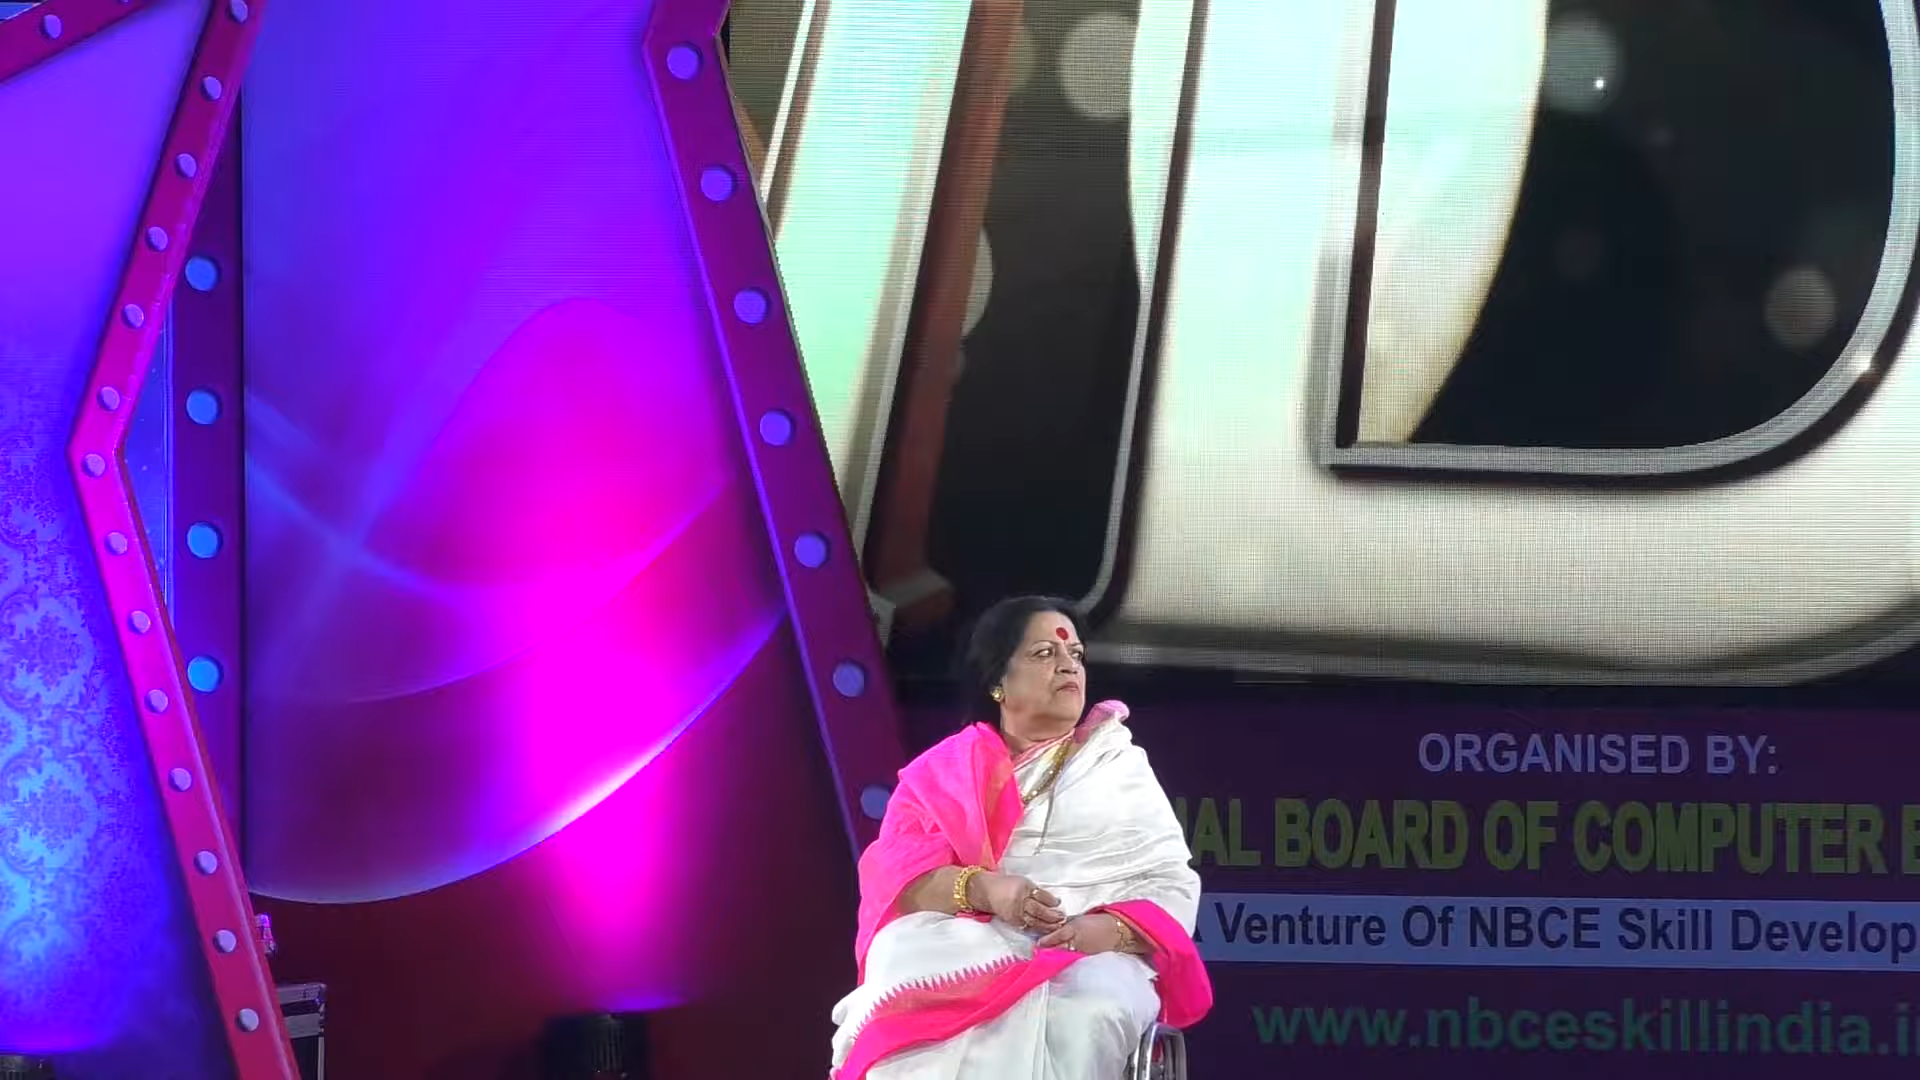 ORGANISED BY:
AL BOARD OF COMPUTER E
Venture Of NBCE Skill Develop
www.nbceskillindia.i